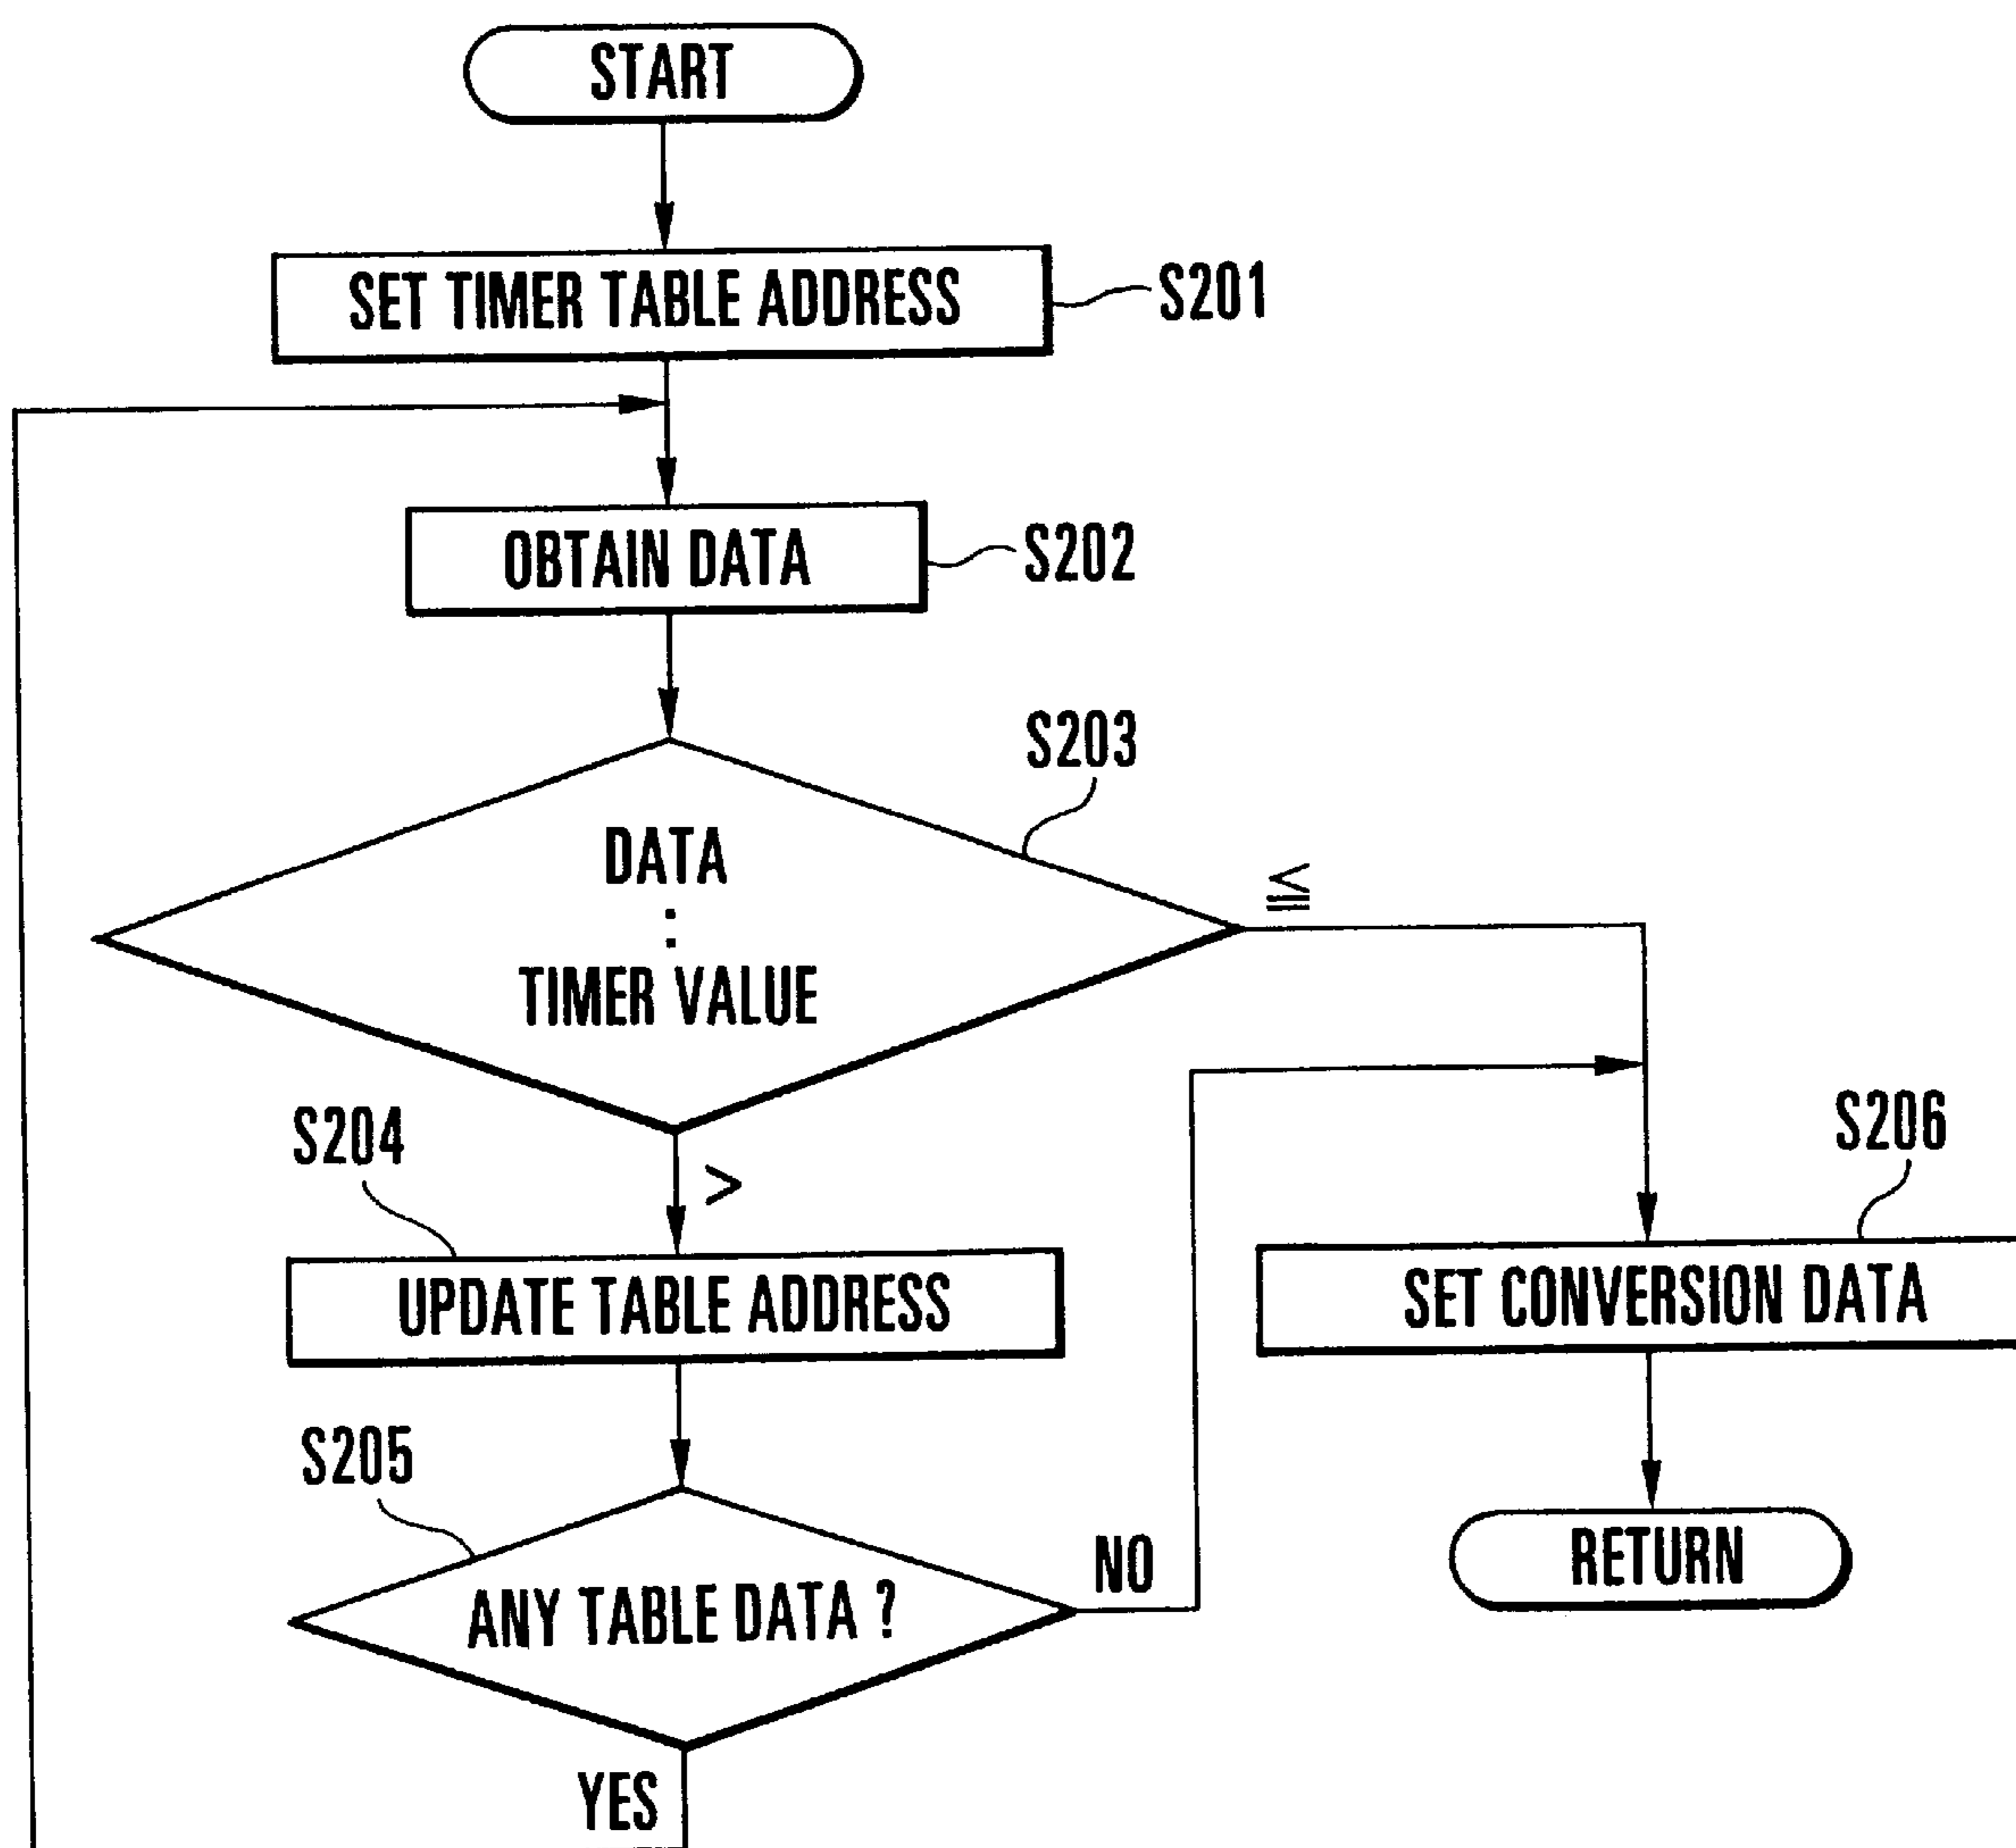 START
SET TIMER TABLE ADDRESS
S201
OBTAIN DATA
S202
S203
DATA
:
TIMER VALUE
≦
S204
>
UPDATE TABLE ADDRESS
S206
SET CONVERSION DATA
S205
ANY TABLE DATA ?
NO
RETURN
YES